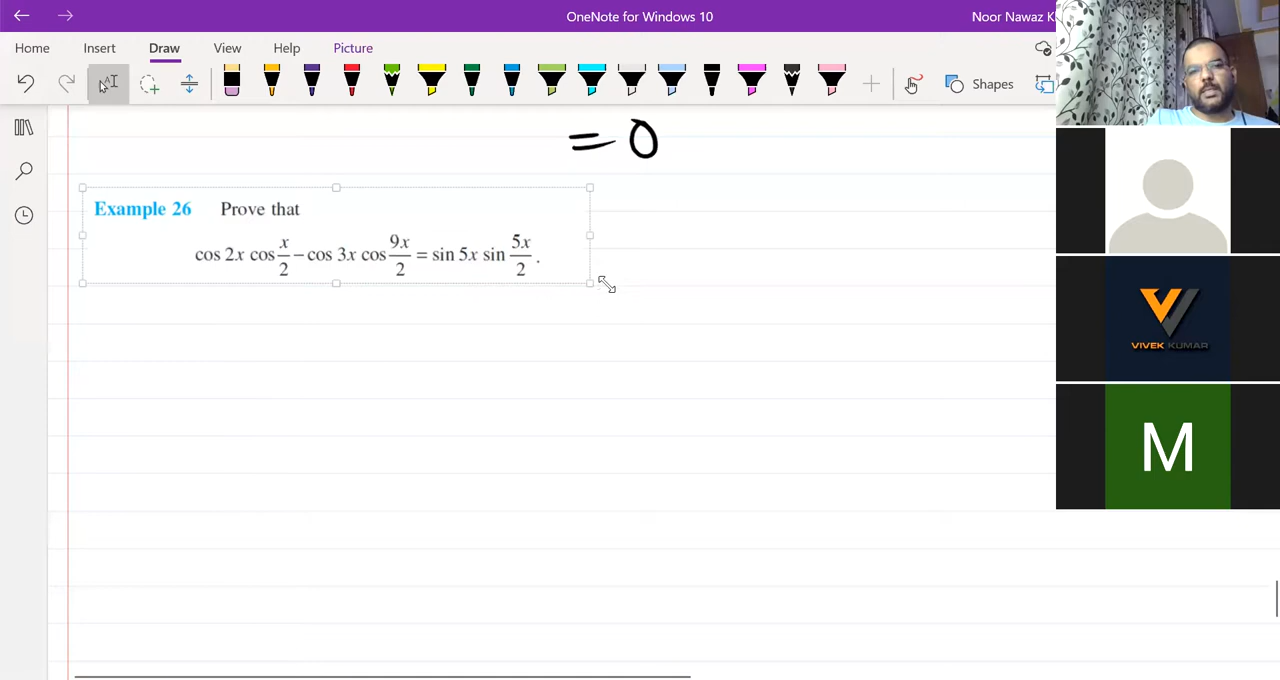 OneNote for Windows 10
Noor Nawaz K
Home Insert Draw View Help Picture
Shapes
= 0
Example 26 Prove that
cos 2x cos x/2 − cos 3x cos 9x/2 = sin 5x sin 5x/2 .
VIVEK KUMAR
M